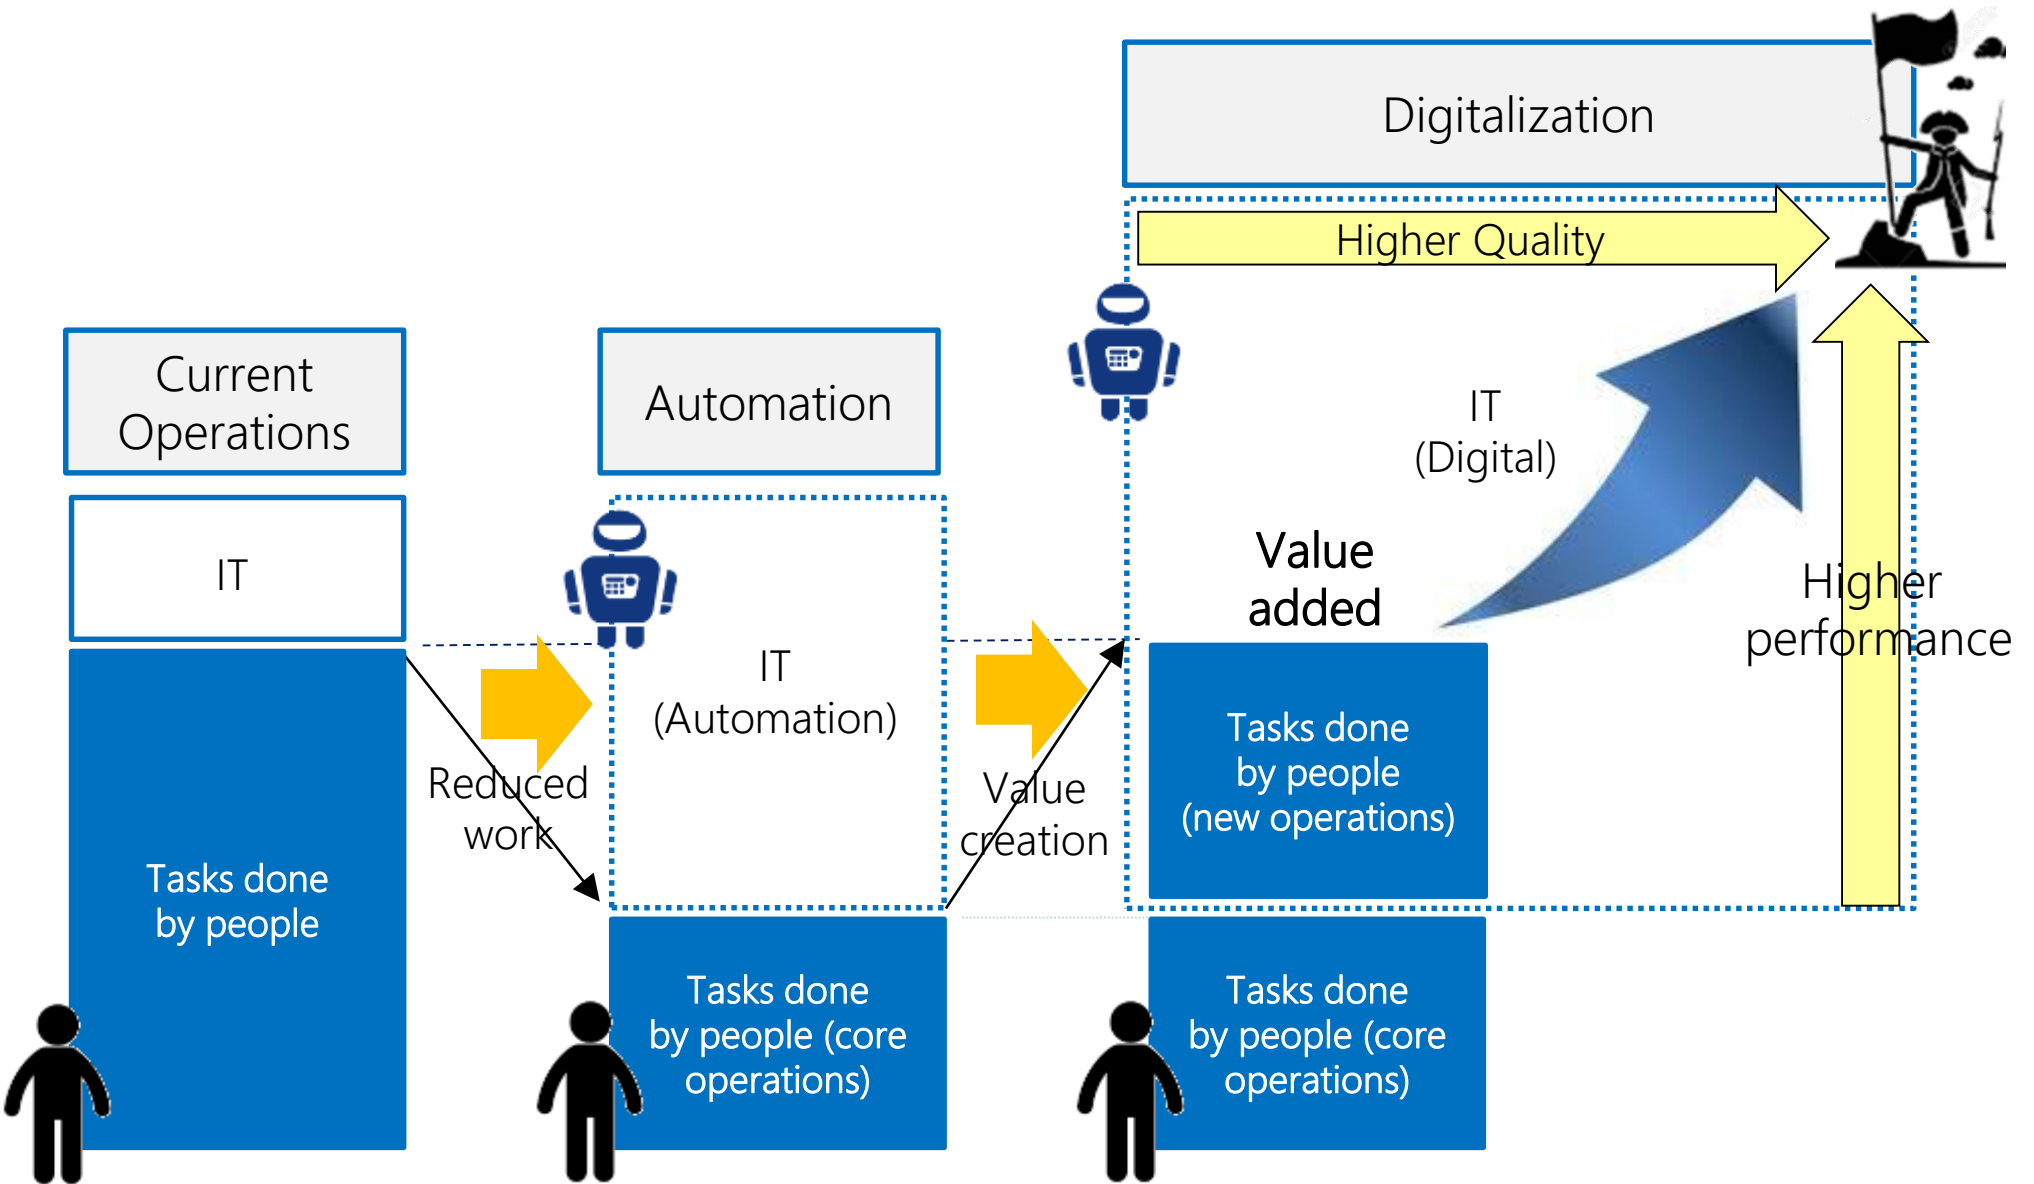 Digitalization
Higher Quality
Current
Operations
Automation
IT
(Digital)
Value
added
IT
Higher
performance
IT
(Automation)
Reduced
work
Value
creation
Tasks done
by people
(new operations)
Tasks done
by people
Tasks done
by people (core
operations)
Tasks done
by people (core
operations)